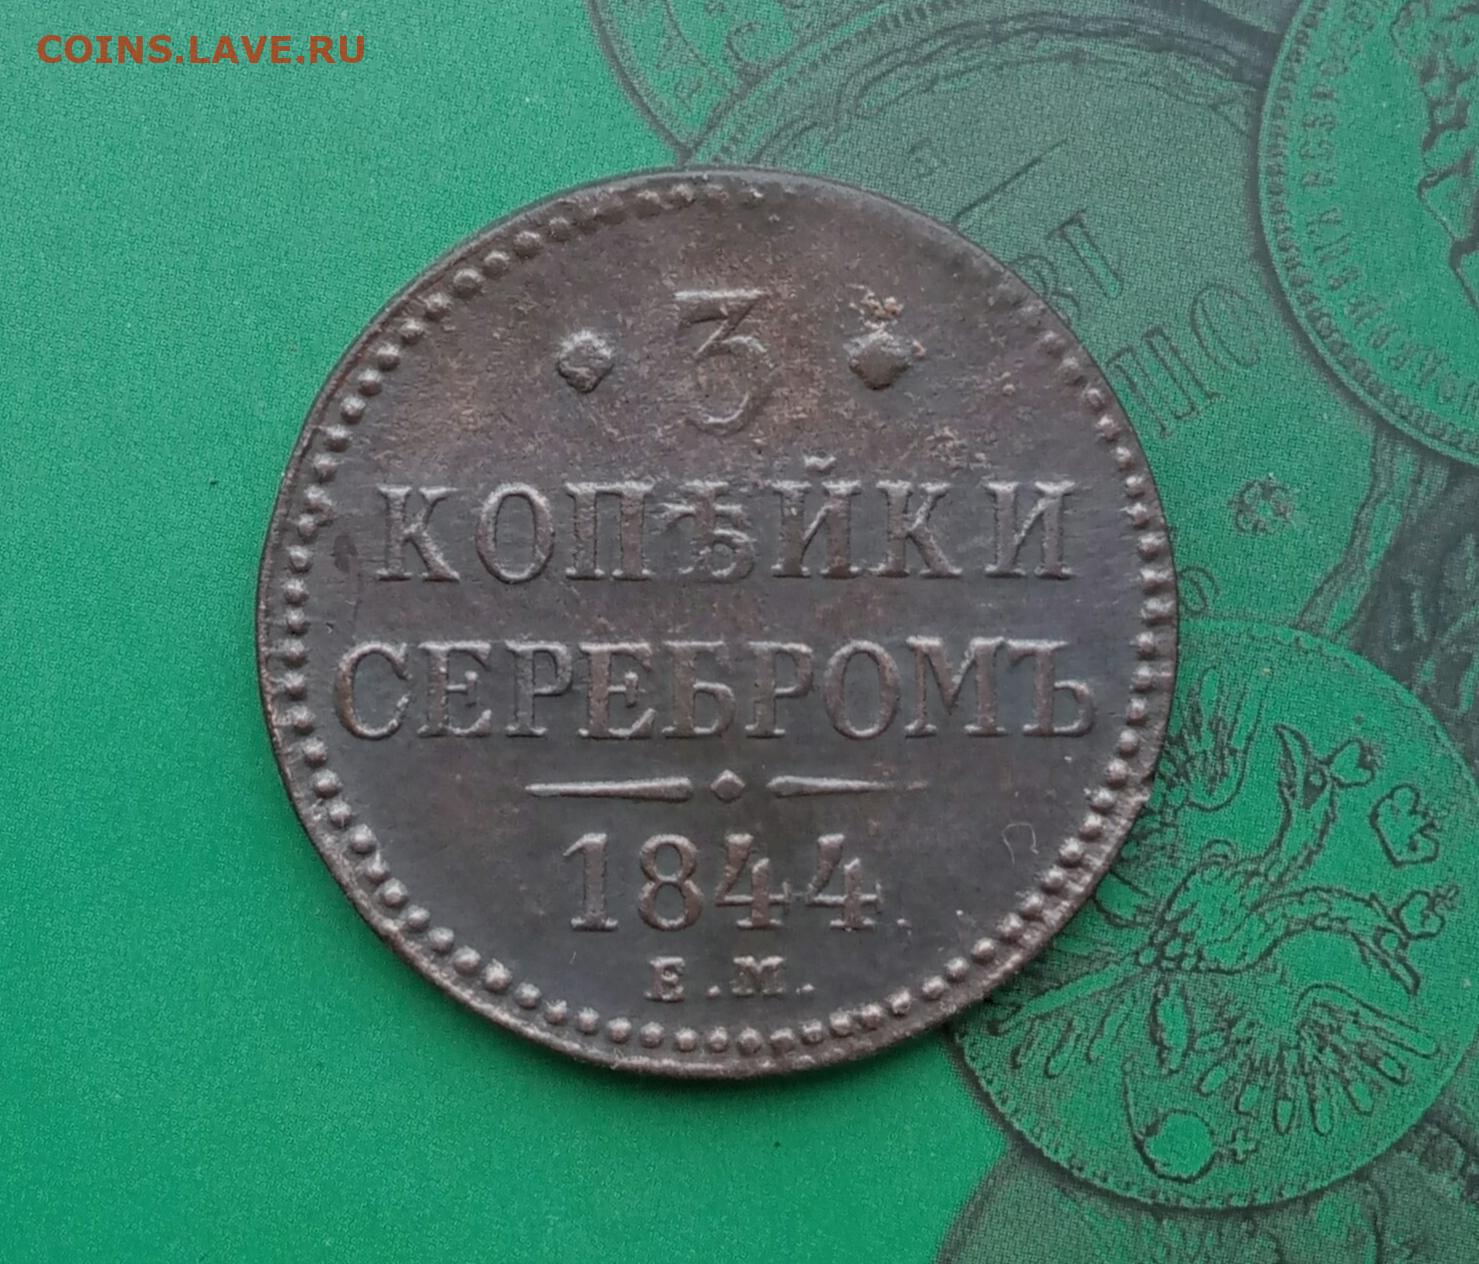 COINS.LAVE.RU
3
КОПѢЙКИ
СЕРЕБРОМЪ
1844.
Е.М.